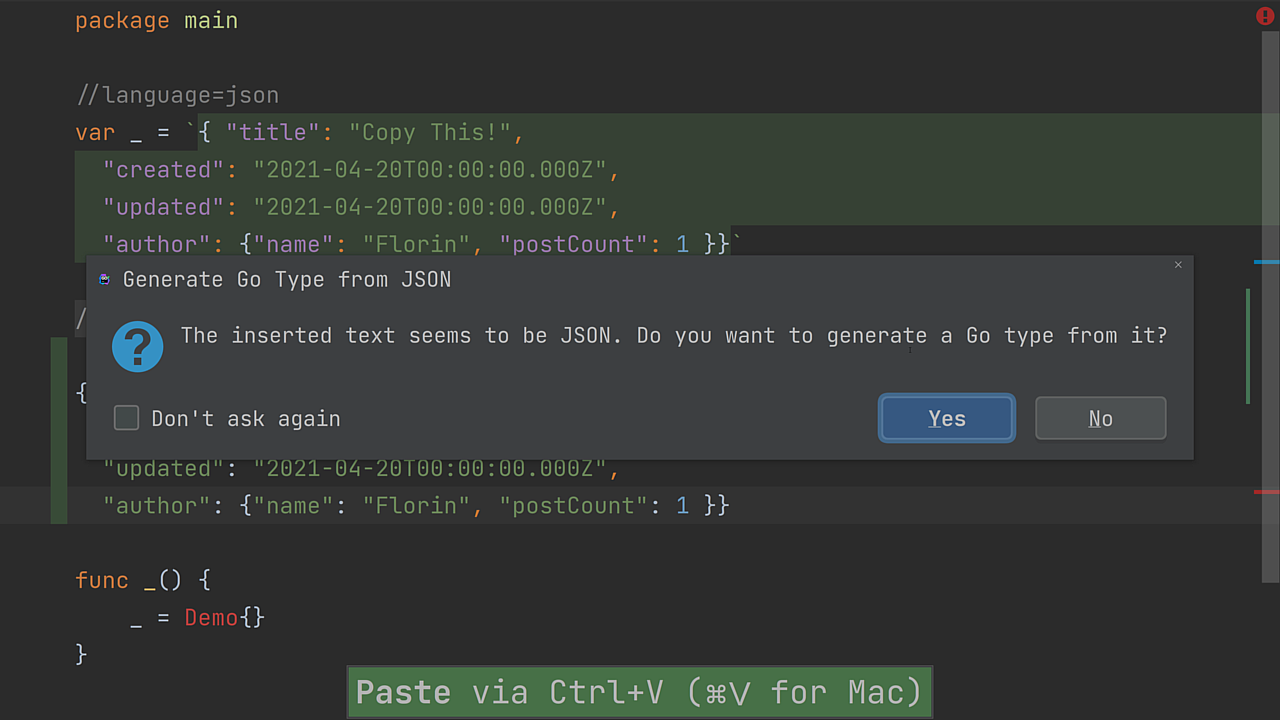 package main
//language=json
var _ = `{ "title": "Copy This!",
"created": "2021-04-20T00:00:00.000Z",
"updated": "2021-04-20T00:00:00.000Z",
"author": {"name": "Florin", "postCount": 1 }}`
Generate Go Type from JSON
/
The inserted text seems to be JSON. Do you want to generate a Go type from it?
{
Don't ask again
Yes
No
"updated": "2021-04-20T00:00:00.000Z",
"author": {"name": "Florin", "postCount": 1 }}
func _() {
_ = Demo{}
}
Paste via Ctrl+V (⌘V for Mac)